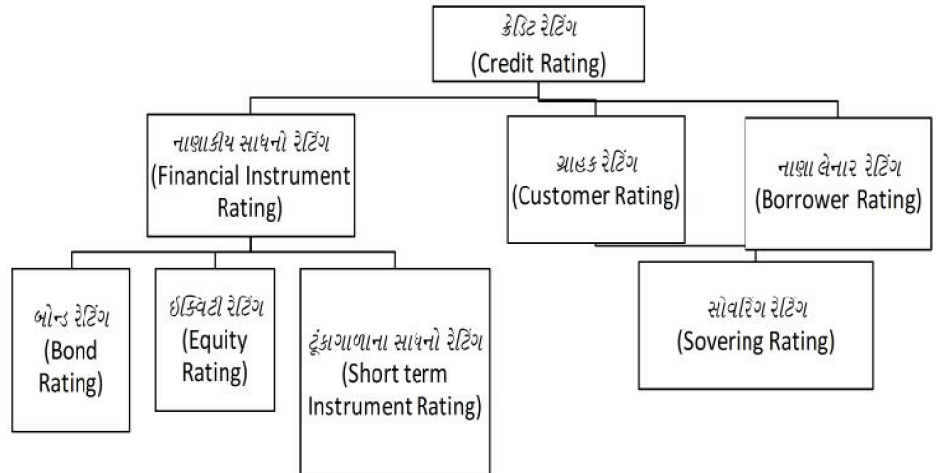 ક્રેડિટ રેટિંગ
(Credit Rating)
નાણાકીય સાધનો રેટિંગ
(Financial Instrument
Rating)
ગ્રાહક રેટિંગ
(Customer Rating)
નાણા લેનાર રેટિંગ
(Borrower Rating)
બોન્ડ રેટિંગ
(Bond
Rating)
ઈક્વિટી રેટિંગ
(Equity
Rating)
ટૂંકાગાળાના સાધનો રેટિંગ
(Short term
Instrument Rating)
સોવરિંગ રેટિંગ
(Sovering Rating)